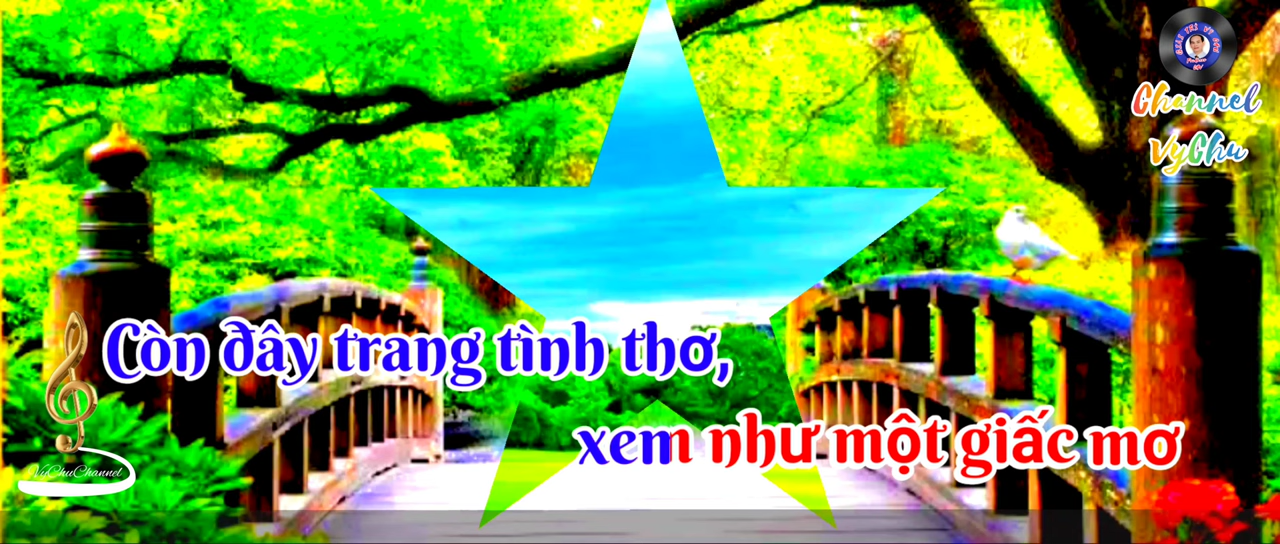 Channel
VyChu
Còn đây trang tình thơ,
xem như một giấc mơ
VyChuChannel